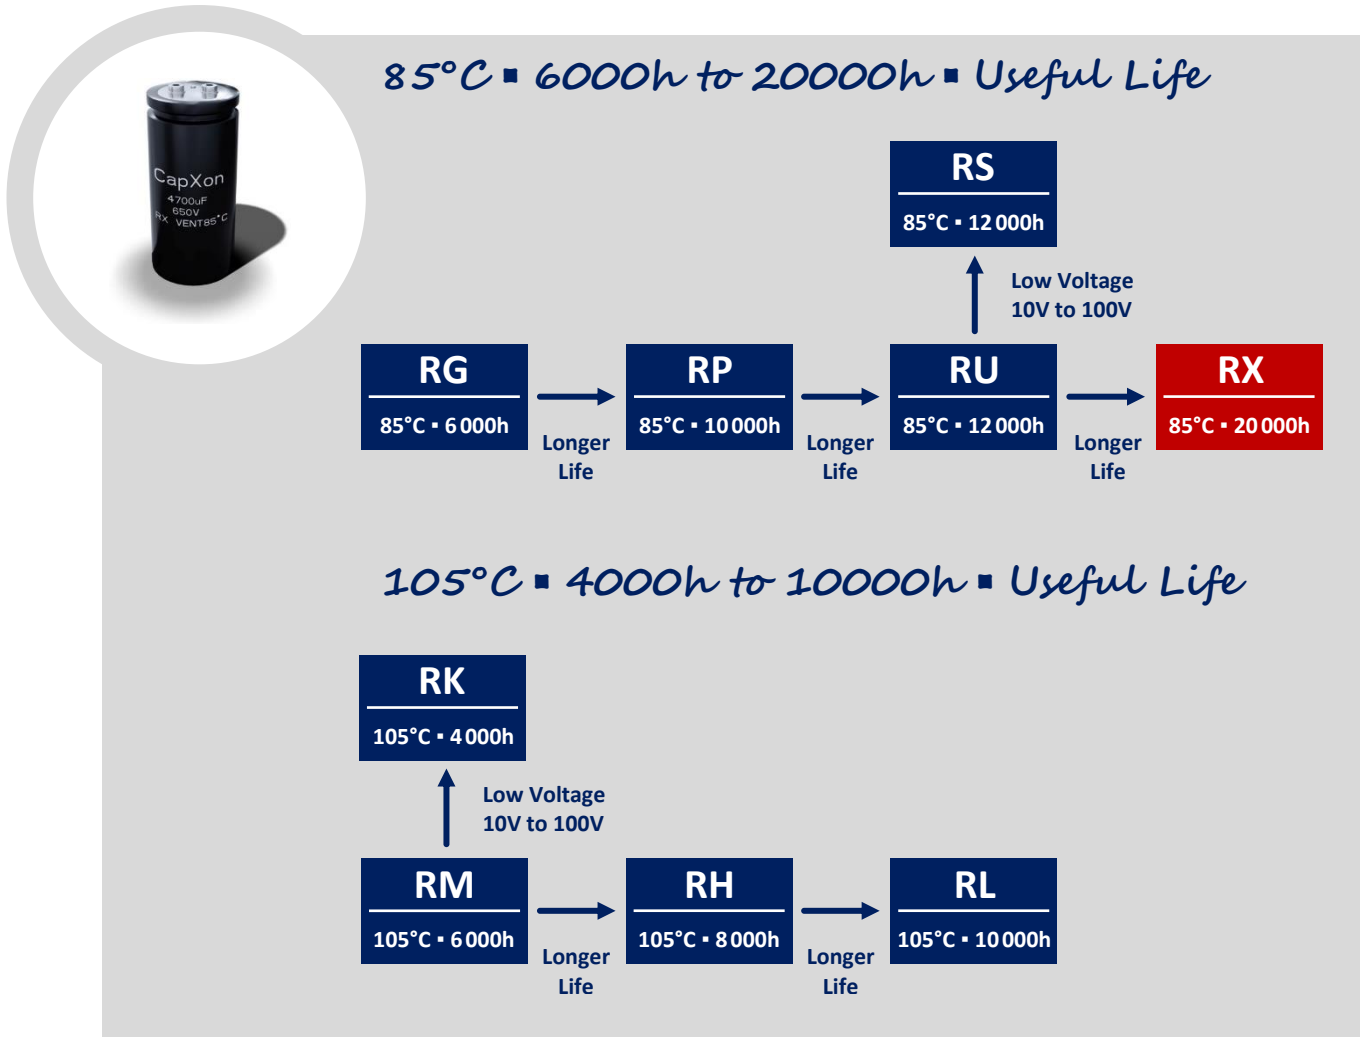 85°C ▪ 6000h to 20000h ▪ Useful Life
CapXon
4700uF
650V
RX VENT85°C
RS
85°C ▪ 12 000h
Low Voltage
10V to 100V
RG
85°C ▪ 6 000h
Longer
Life
RP
85°C ▪ 10 000h
Longer
Life
RU
85°C ▪ 12 000h
Longer
Life
RX
85°C ▪ 20 000h
105°C ▪ 4000h to 10000h ▪ Useful Life
RK
105°C ▪ 4 000h
Low Voltage
10V to 100V
RM
105°C ▪ 6 000h
Longer
Life
RH
105°C ▪ 8 000h
Longer
Life
RL
105°C ▪ 10 000h